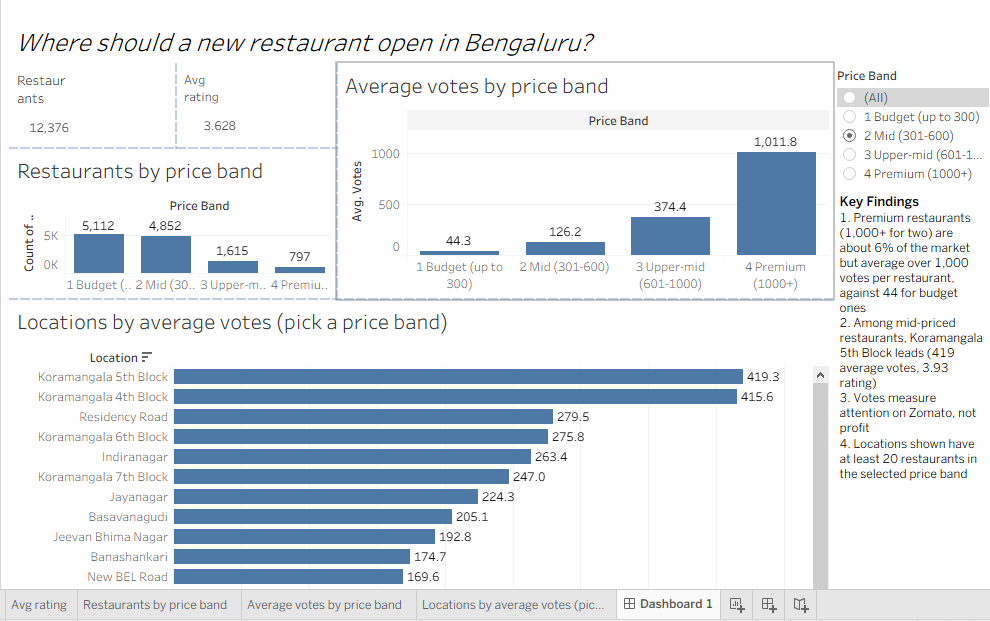 Where should a new restaurant open in Bengaluru?
Restaur
ants
12,376
Avg
rating
3.628
Restaurants by price band
Price Band
Count of ..
5K
0K
5,112
4,852
1,615
797
1 Budget (..
2 Mid (30...
3 Upper-m...
4 Premiu...
Average votes by price band
Price Band
Avg. Votes
1000
500
0
44.3
126.2
374.4
1,011.8
1 Budget (up to
300)
2 Mid (301-600)
3 Upper-mid
(601-1000)
4 Premium
(1000+)
Locations by average votes (pick a price band)
Location
Koramangala 5th Block 419.3
Koramangala 4th Block 415.6
Residency Road 279.5
Koramangala 6th Block 275.8
Indiranagar 263.4
Koramangala 7th Block 247.0
Jayanagar 224.3
Basavanagudi 205.1
Jeevan Bhima Nagar 192.8
Banashankari 174.7
New BEL Road 169.6
Price Band
(All)
1 Budget (up to 300)
2 Mid (301-600)
3 Upper-mid (601-1...
4 Premium (1000+)
Key Findings
1. Premium restaurants
(1,000+ for two) are
about 6% of the market
but average over 1,000
votes per restaurant,
against 44 for budget
ones
2. Among mid-priced
restaurants, Koramangala
5th Block leads (419
average votes, 3.93
rating)
3. Votes measure
attention on Zomato, not
profit
4. Locations shown have
at least 20 restaurants in
the selected price band
Avg rating
Restaurants by price band
Average votes by price band
Locations by average votes (pic...
Dashboard 1